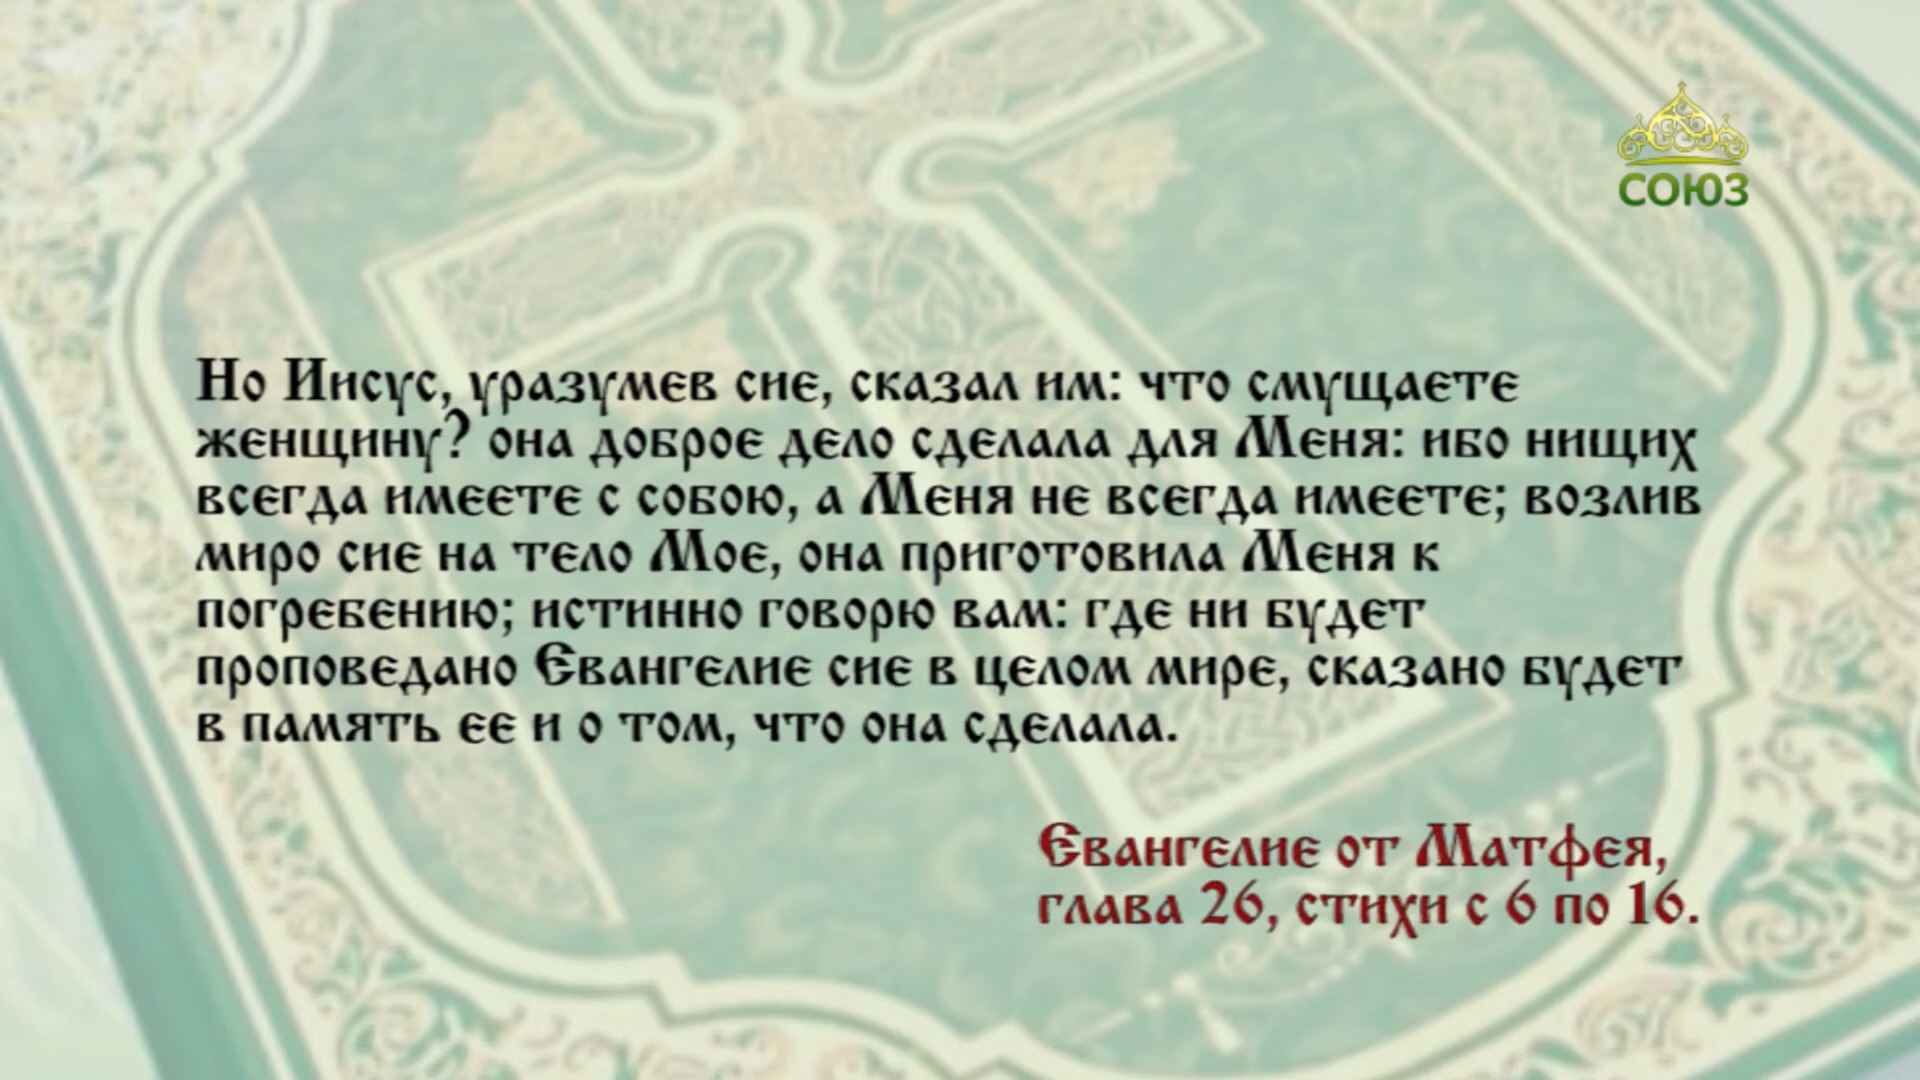 СОЮЗ
Но Иисус, уразумев сие, сказал им: что смущаете
женщину? она доброе дело сделала для Меня: ибо нищих
всегда имеете с собою, а Меня не всегда имеете; возлив
миро сие на тело Мое, она приготовила Меня к
погребению; истинно говорю вам: где ни будет
проповедано Евангелие сие в целом мире, сказано будет
в память ее и о том, что она сделала.
Евангелие от Матфея,
глава 26, стихи с 6 по 16.